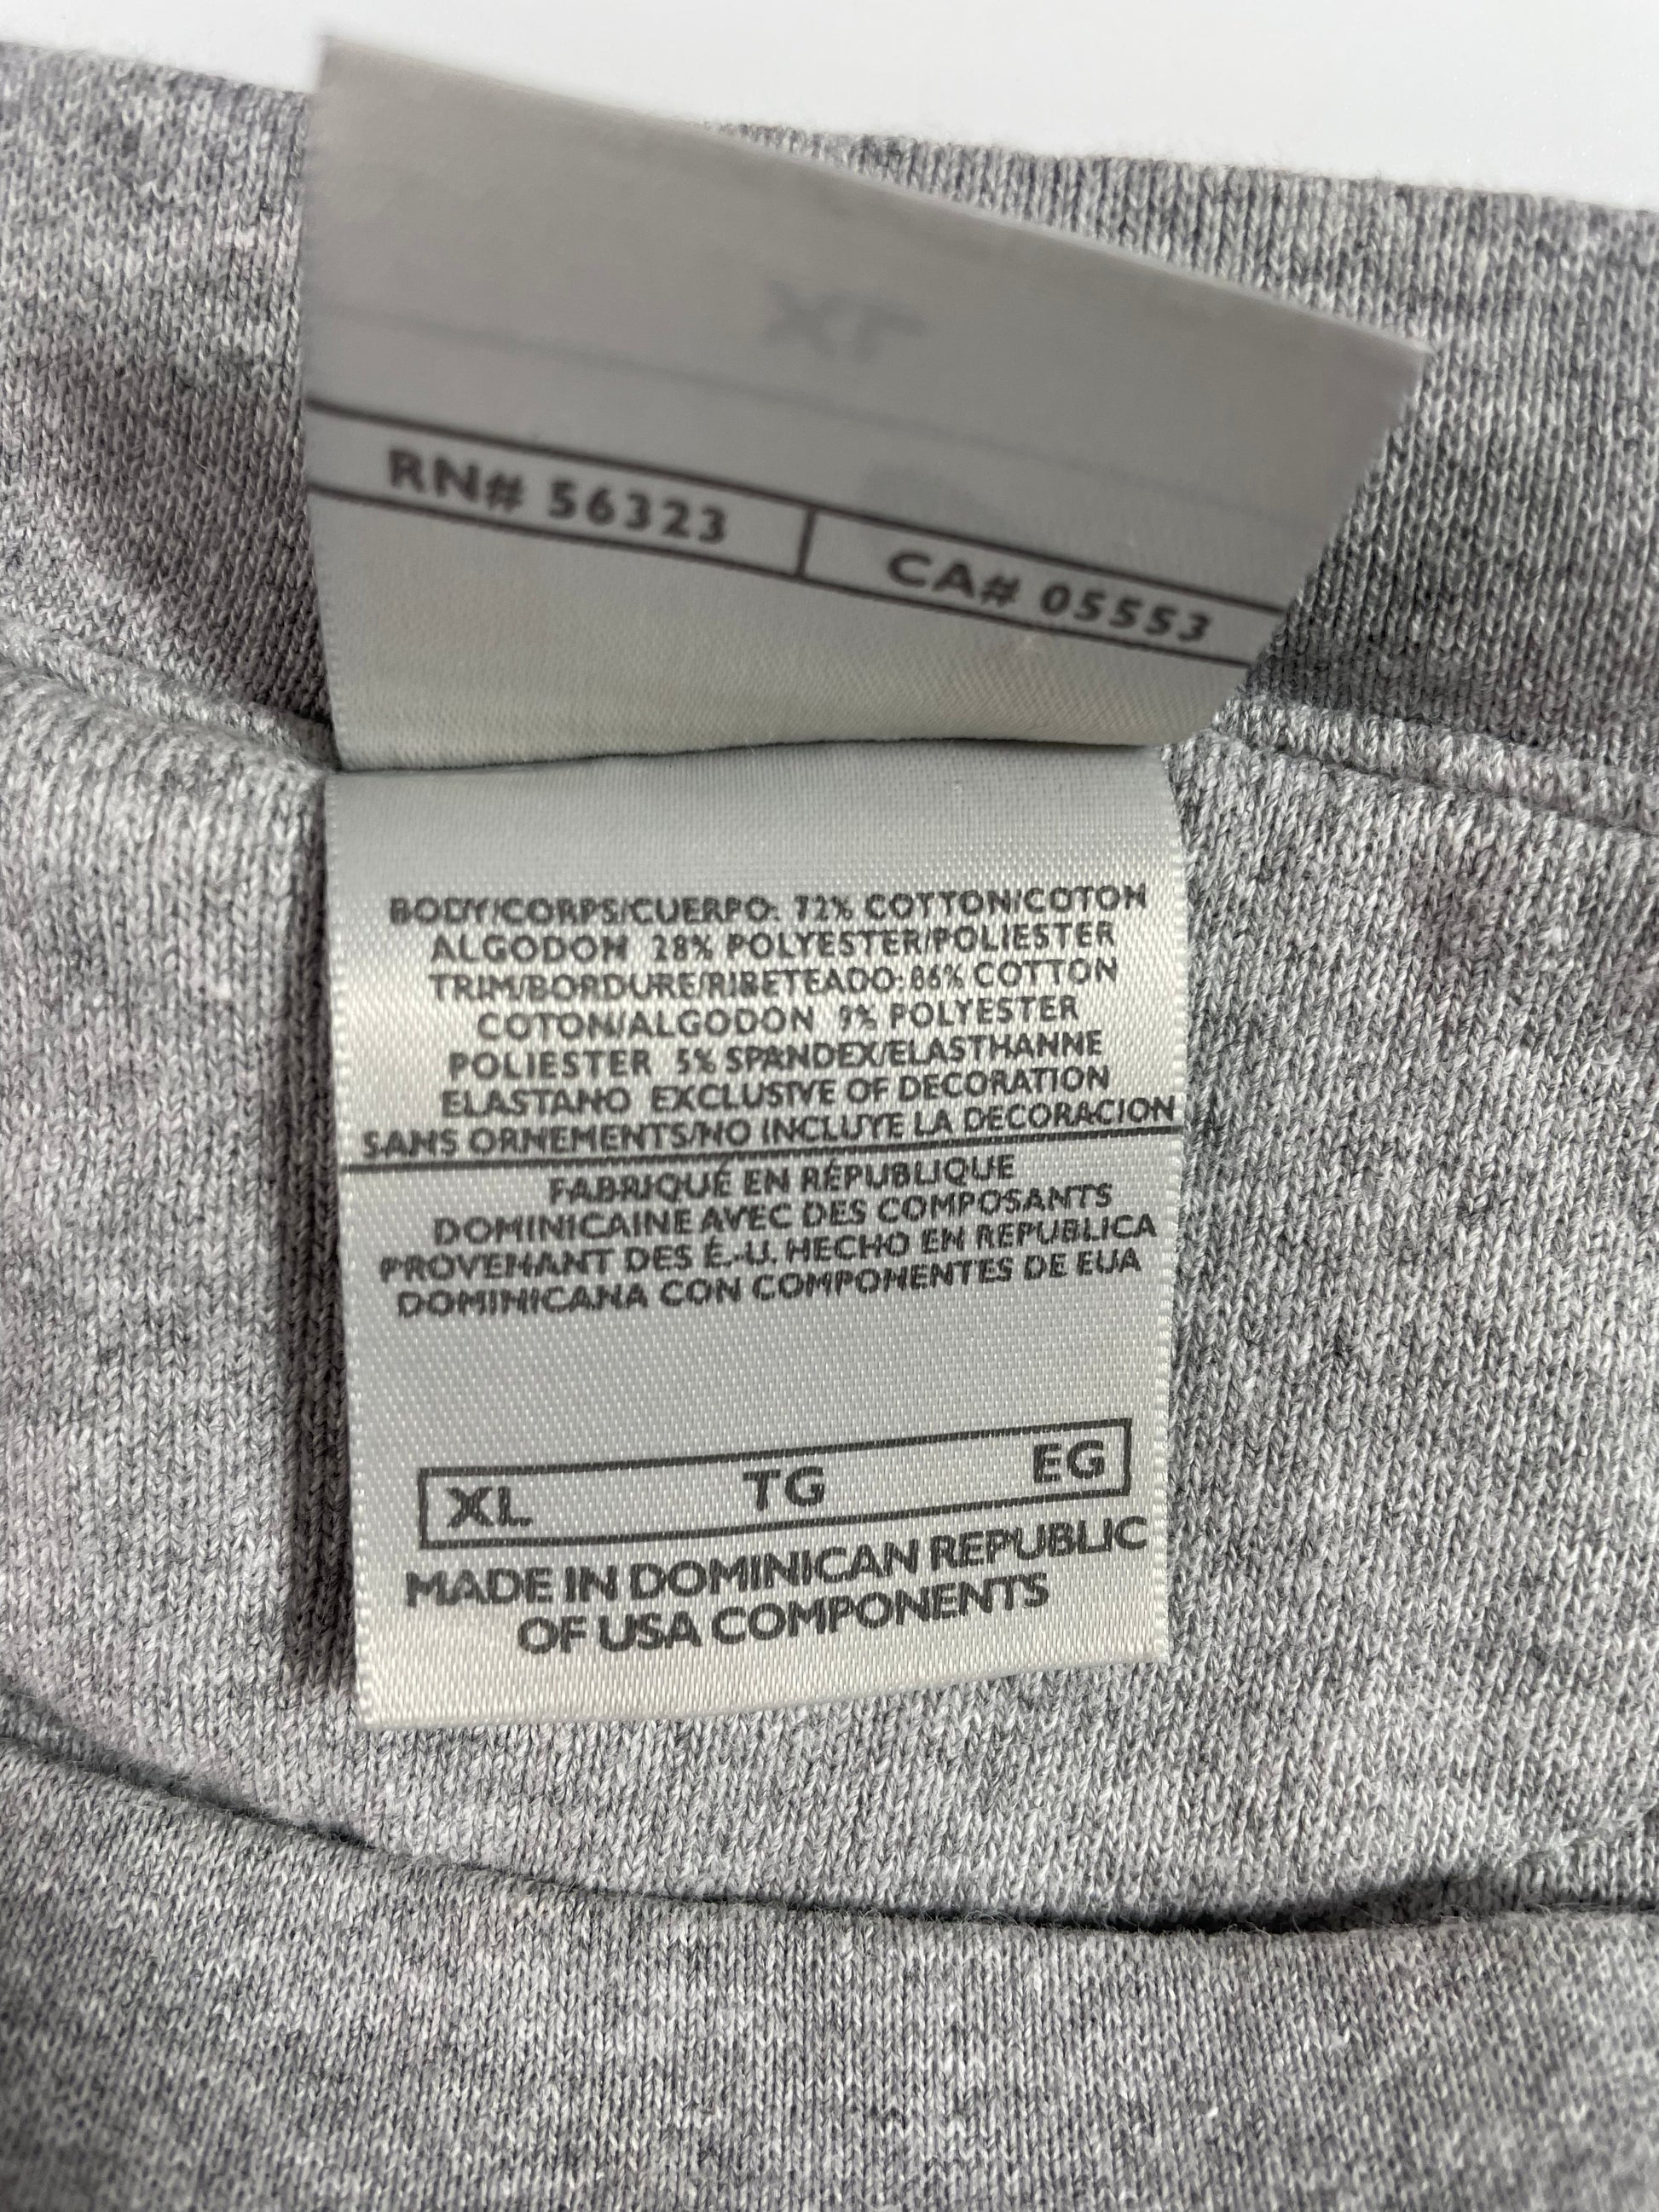 RN# 56323 CA# 05553
BODY/CORPS/CUERPO: 72% COTTON/COTON
ALGODON 28% POLYESTER/POLIESTER
TRIM/BORDURE/RIBETEADO: 86% COTTON
COTON/ALGODON 9% POLYESTER
POLIESTER 5% SPANDEX/ELASTHANNE
ELASTANO EXCLUSIVE OF DECORATION
SANS ORNEMENTS/NO INCLUYE LA DECORACION
FABRIQUÉ EN RÉPUBLIQUE
DOMINICAINE AVEC DES COMPOSANTS
PROVENANT DES É.-U. HECHO EN REPUBLICA
DOMINICANA CON COMPONENTES DE EUA
XL TG EG
MADE IN DOMINICAN REPUBLIC
OF USA COMPONENTS